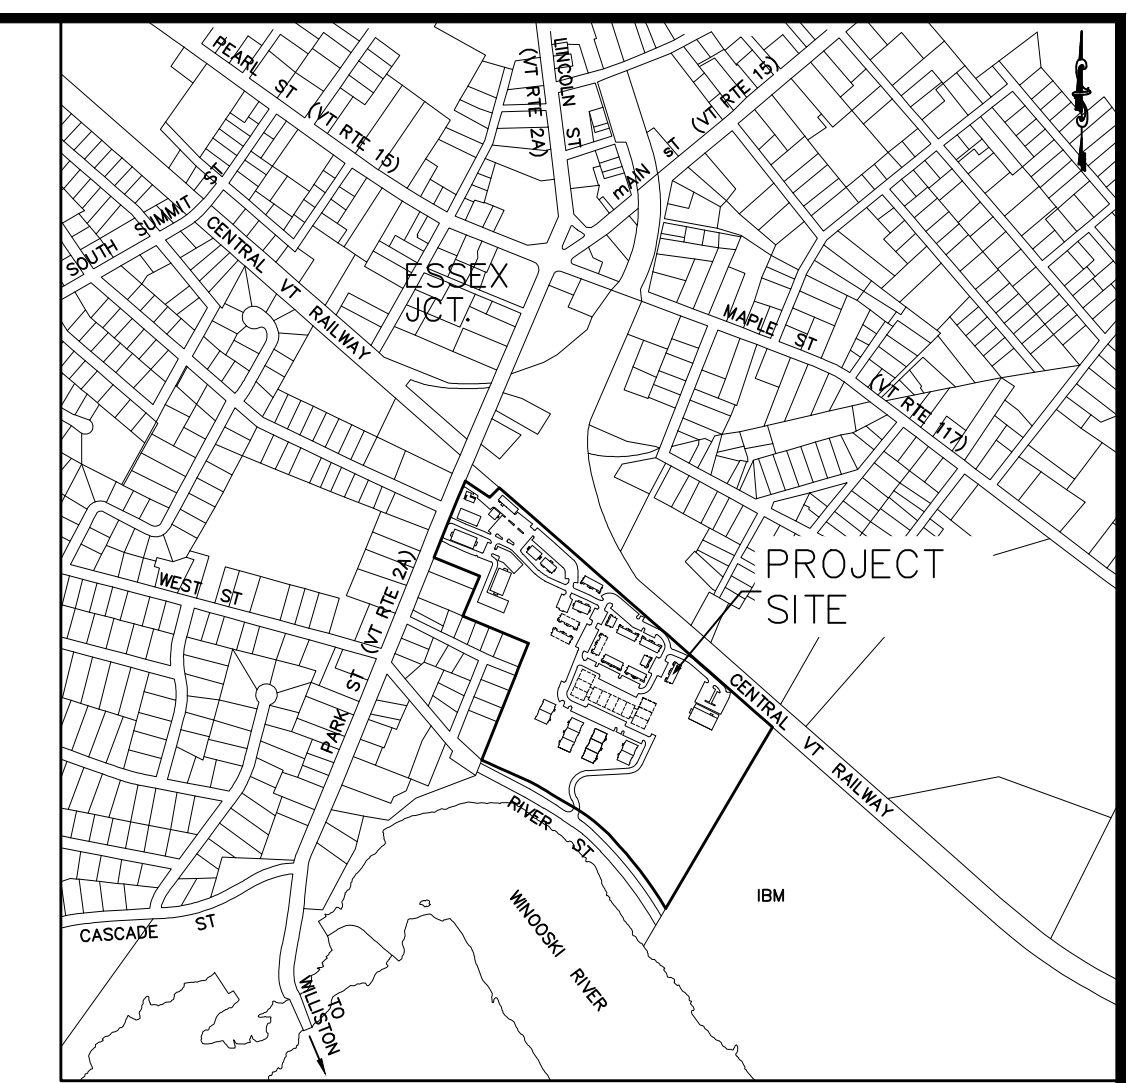 PEARL ST (VT RTE 15)
LINCOLN ST
(VT RTE 2A)
mAIN sT (VT RTE 15)
SOUTH SUMMIT ST
CENTRAL VT RAILWAY
ESSEX
JCT.
MAPLE ST
(VT RTE 117)
PROJECT
SITE
WEST ST
PARK ST (VT RTE 2A)
CENTRAL VT RAILWAY
RIVER ST
IBM
WINOOSKI RIVER
CASCADE ST
TO
WILLISTON